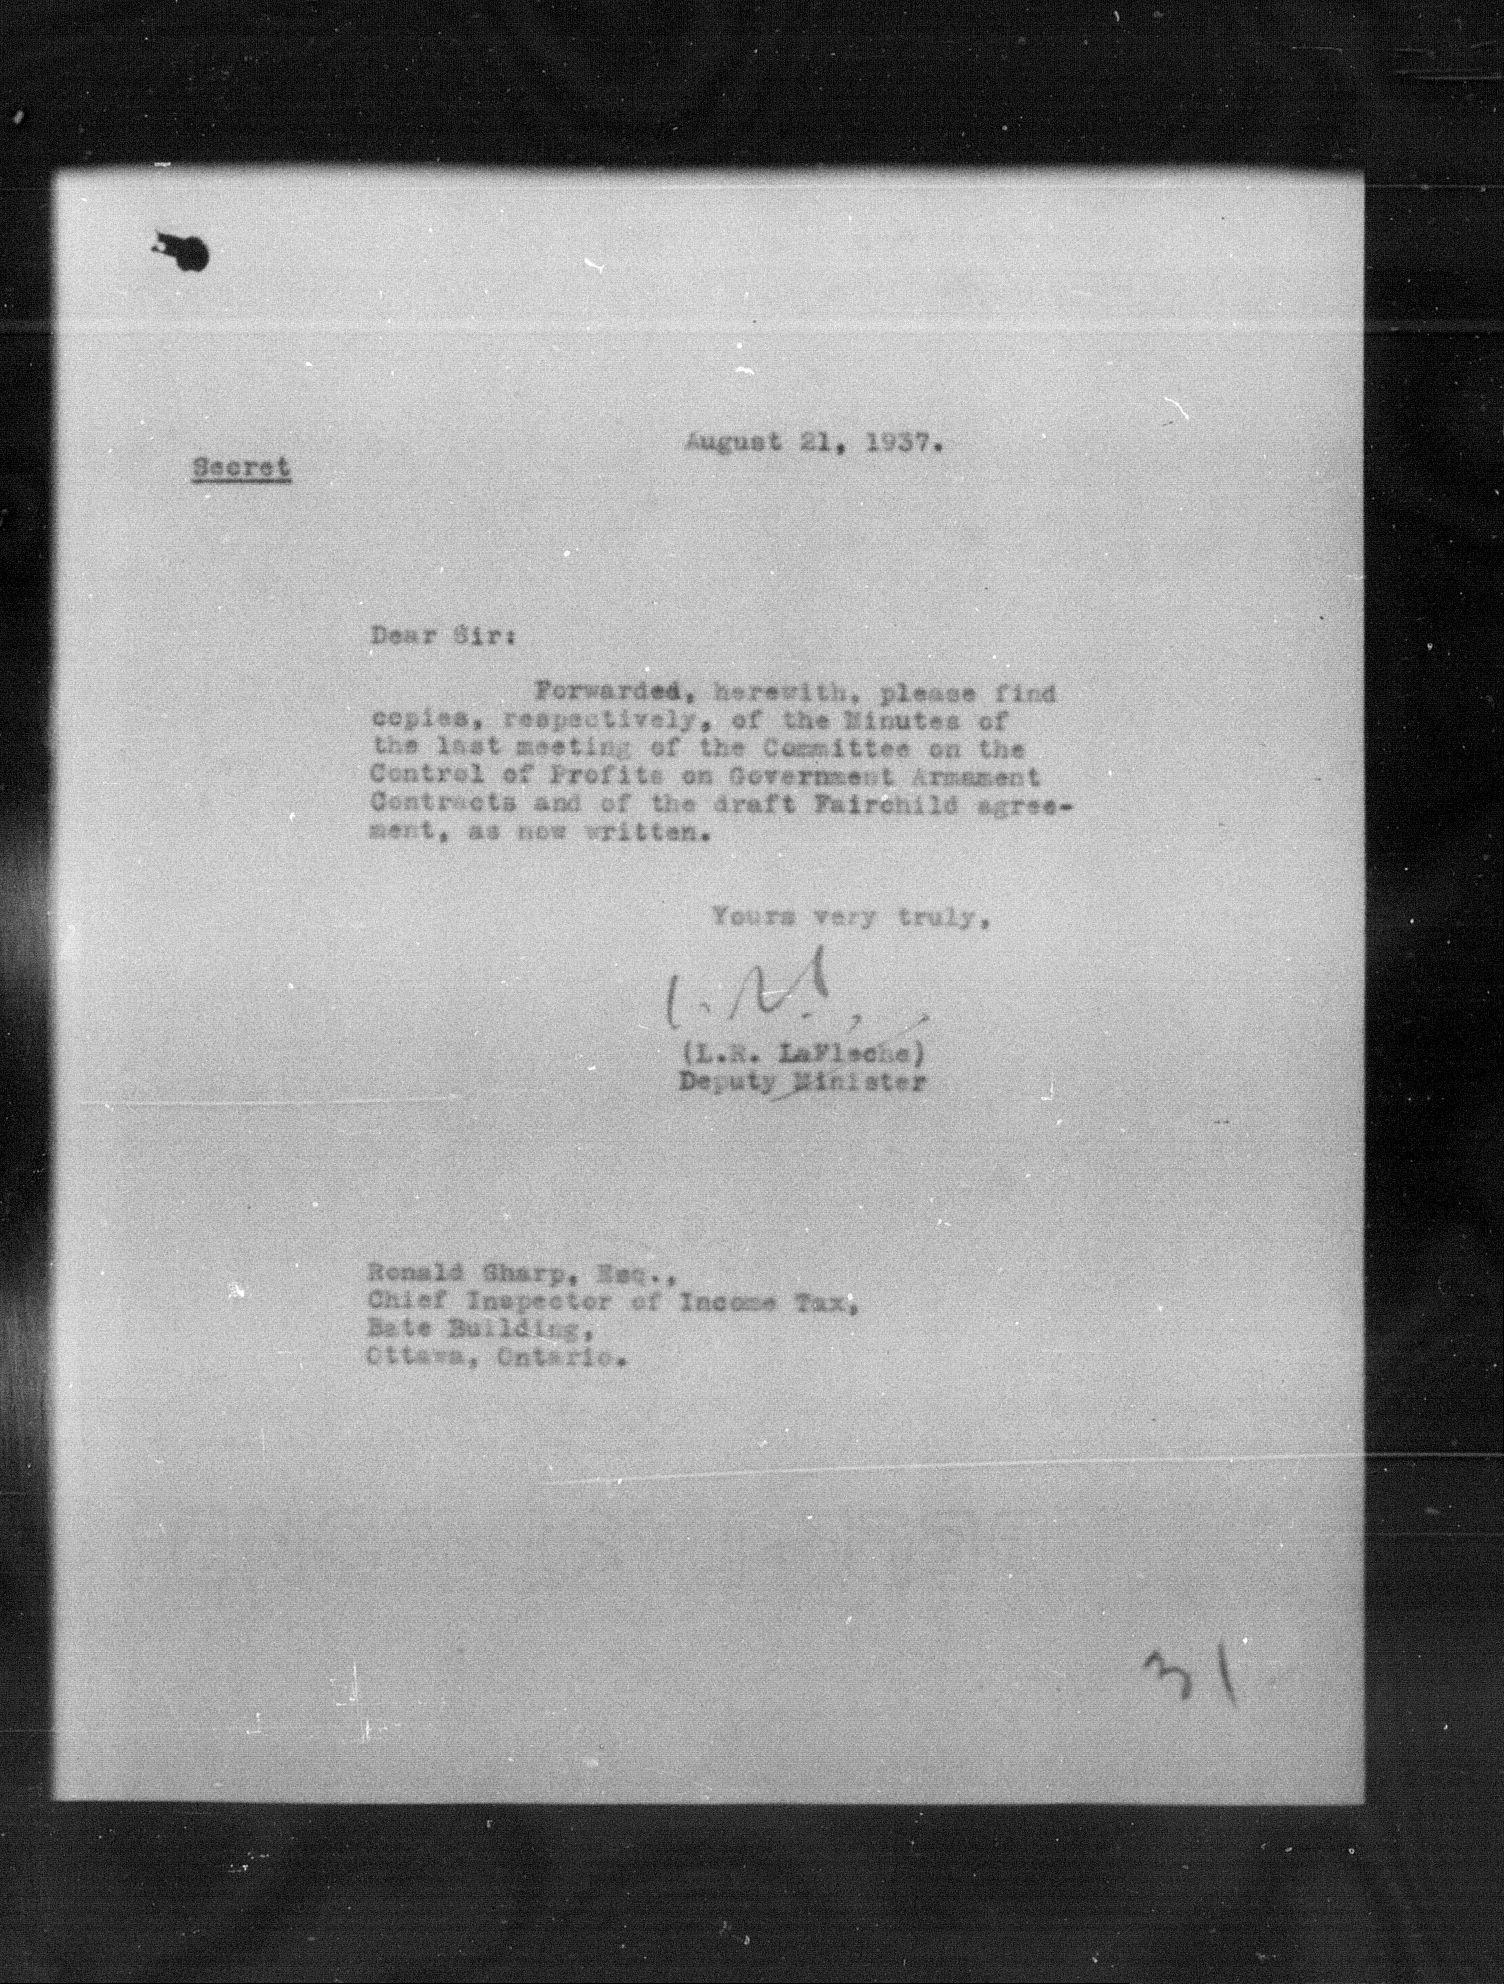 August 21, 1937.
Secret
Dear Sir:
Forwarded, herewith, please find
copies, respectively, of the Minutes of
the last meeting of the Committee on the
Control of Profits on Government Armament
Contracts and of the draft Fairchild agree-
ment, as now written.
Yours very truly,
(L.R. LaFleche)
Deputy Minister
Ronald Sharp, Esq.,
Chief Inspector of Income Tax,
Bate Building,
Ottawa, Ontario.
31